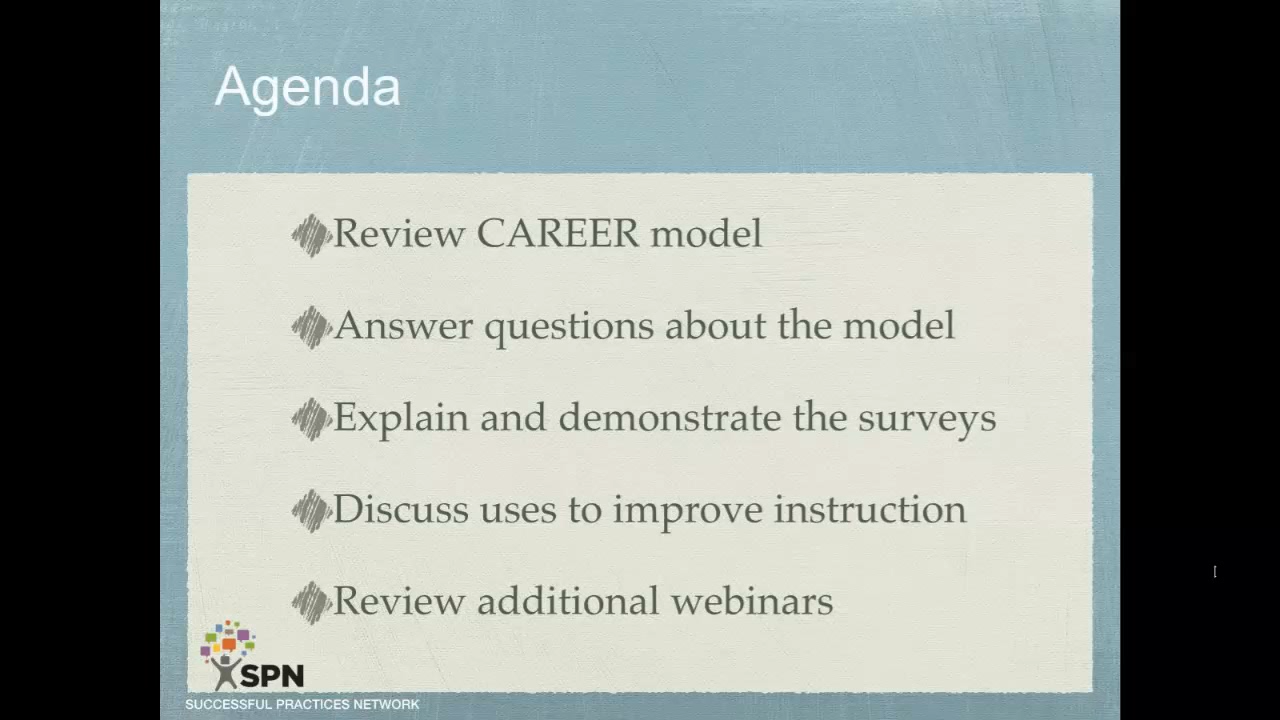 Agenda
Review CAREER model
Answer questions about the model
Explain and demonstrate the surveys
Discuss uses to improve instruction
Review additional webinars
SPN
SUCCESSFUL PRACTICES NETWORK